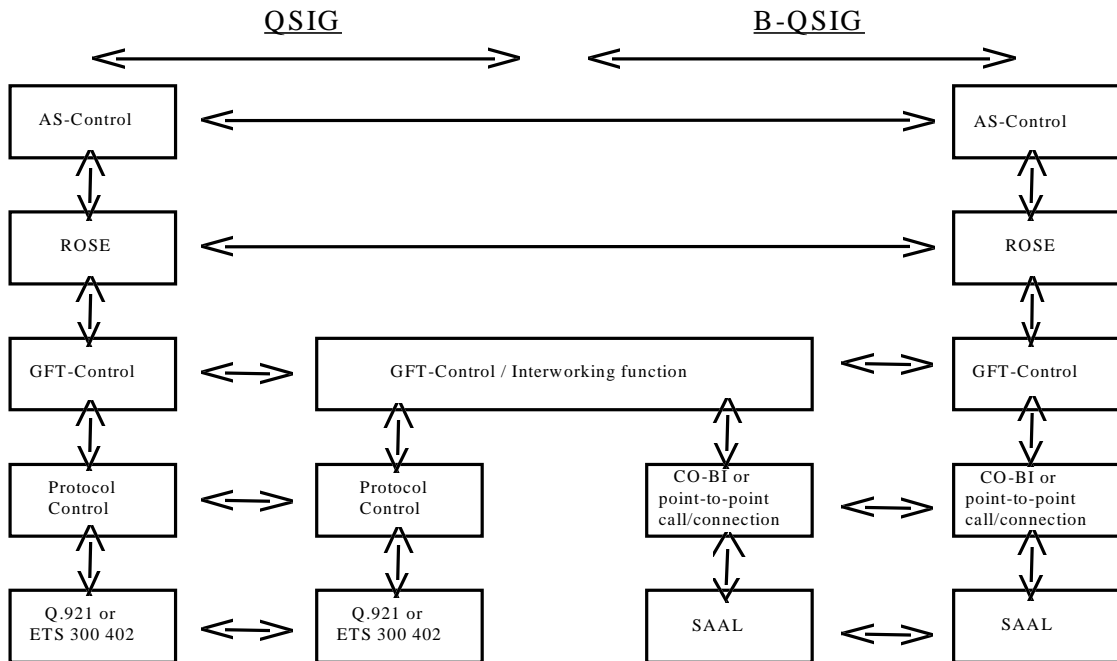 QSIG
B-QSIG
AS-Control
AS-Control
ROSE
ROSE
GFT-Control
GFT-Control / Interworking function
GFT-Control
Protocol
Control
Protocol
Control
CO-BI or
point-to-point
call/connection
CO-BI or
point-to-point
call/connection
Q.921 or
ETS 300 402
Q.921 or
ETS 300 402
SAAL
SAAL